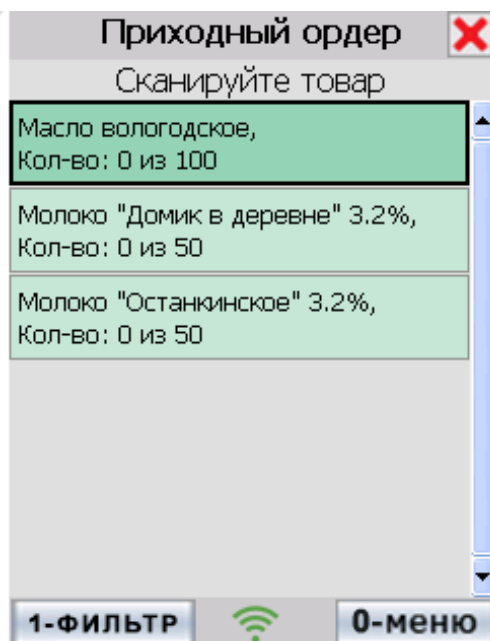 Приходный ордер
Сканируйте товар
Масло вологодское,
Кол-во: 0 из 100
Молоко "Домик в деревне" 3.2%,
Кол-во: 0 из 50
Молоко "Останкинское" 3.2%,
Кол-во: 0 из 50
1-ФИЛЬТР
0-меню